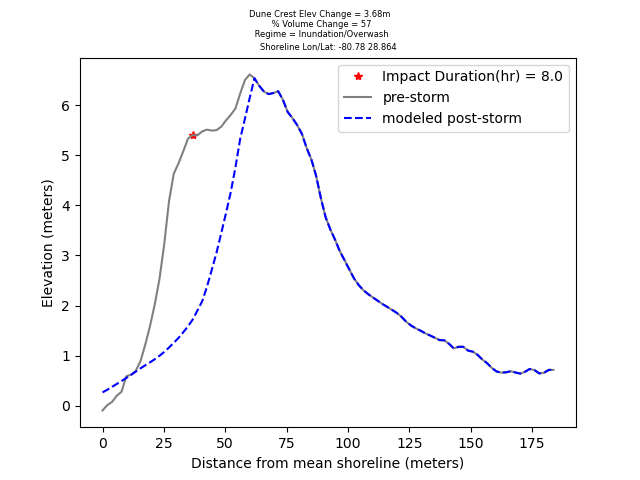 Dune Crest Elev Change = 3.68m
% Volume Change = 57
Regime = Inundation/Overwash
Shoreline Lon/Lat: -80.78 28.864
Impact Duration(hr) = 8.0
pre-storm
modeled post-storm
Elevation (meters)
6
5
4
3
2
1
0
0 25 50 75 100 125 150 175
Distance from mean shoreline (meters)